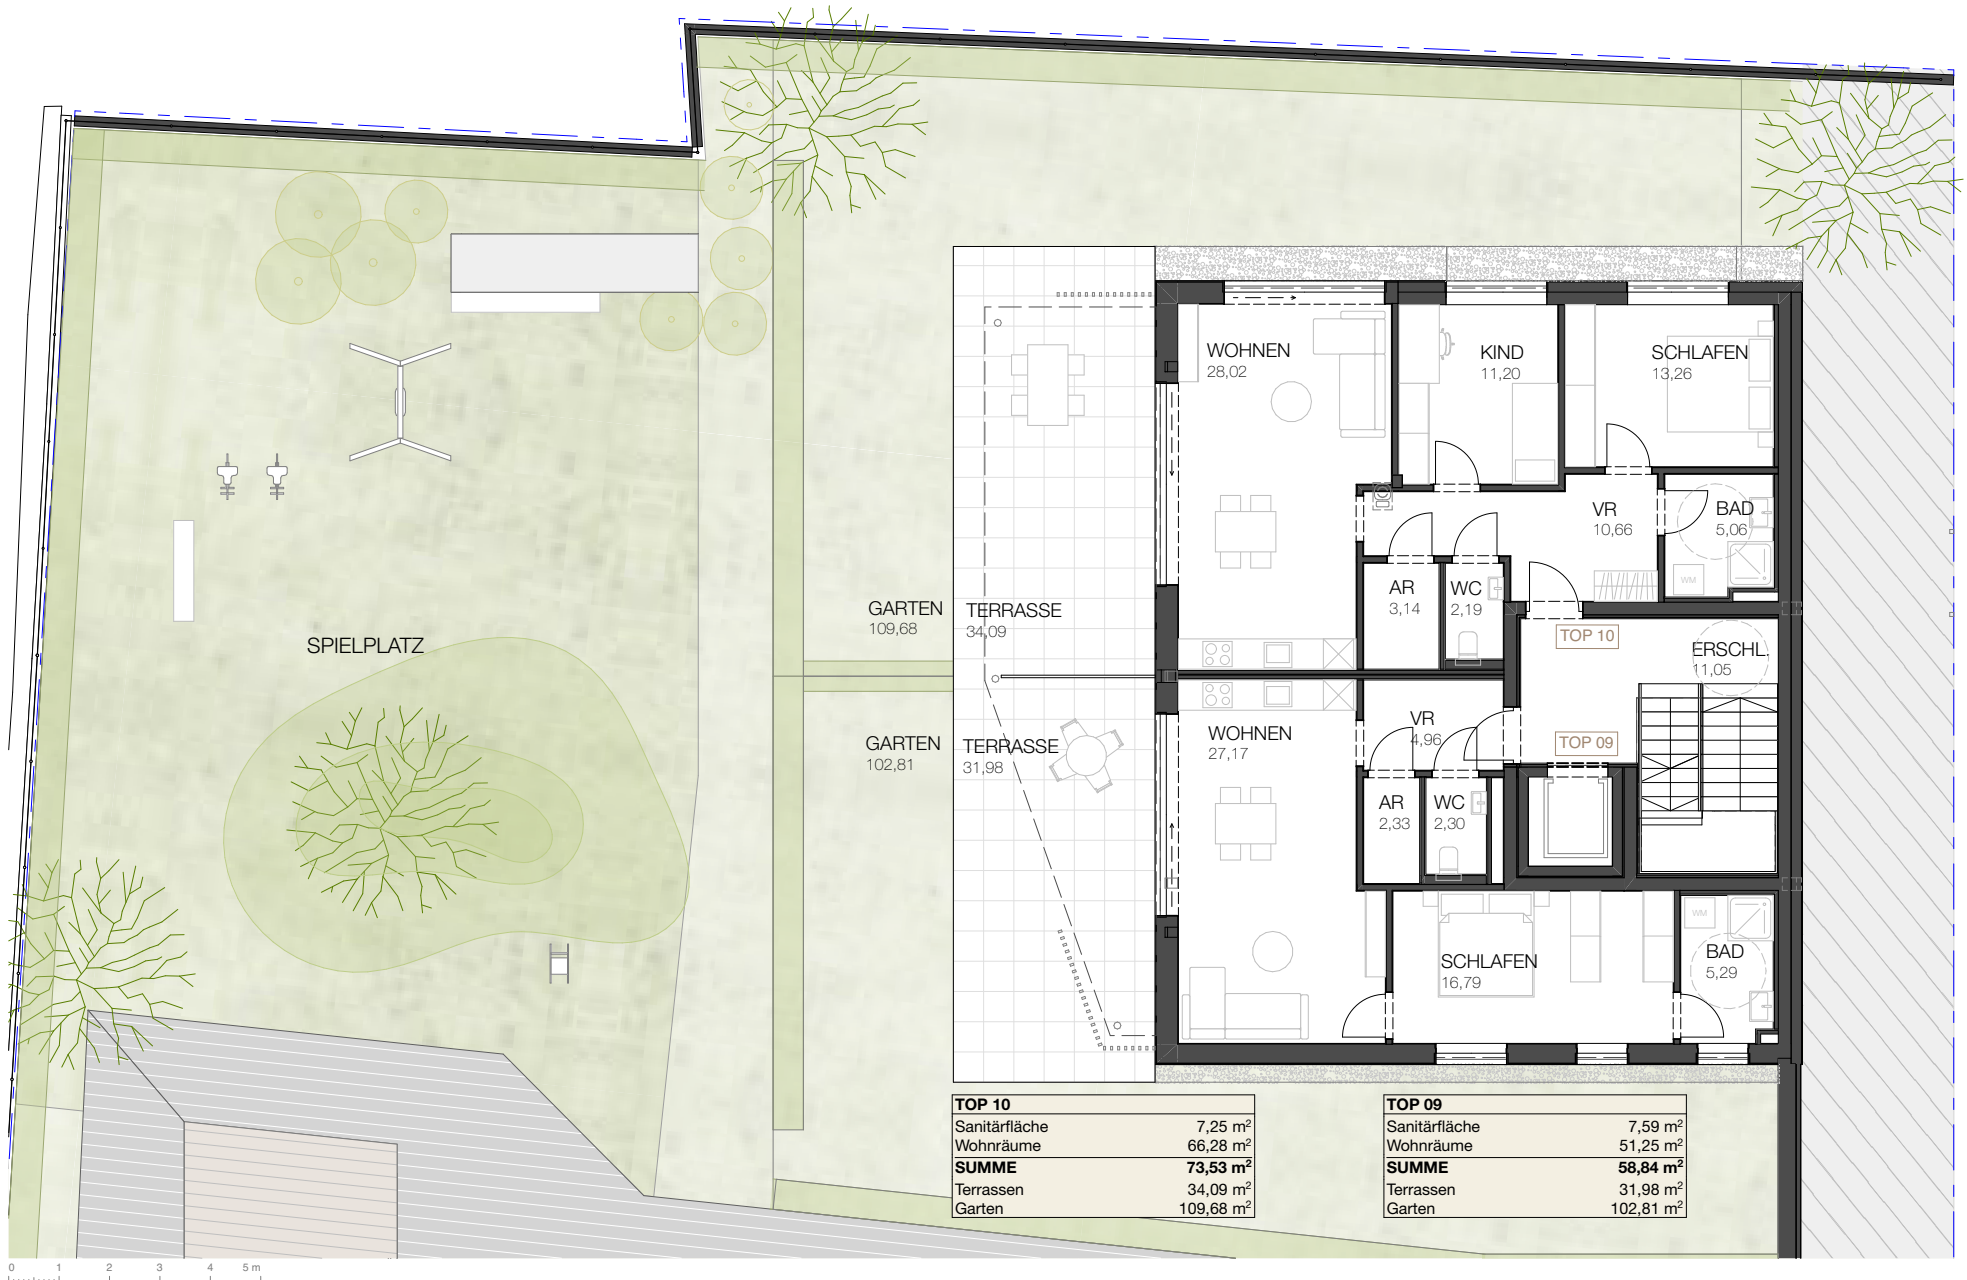 WOHNEN
28,02
KIND
11,20
SCHLAFEN
13,26
VR
10,66
BAD
5,06
WM
AR
3,14
WC
2,19
GARTEN
109,68
TERRASSE
34,09
SPIELPLATZ
TOP 10
ERSCHL.
11,05
GARTEN
102,81
TERRASSE
31,98
WOHNEN
27,17
VR
4,96
TOP 09
AR
2,33
WC
2,30
SCHLAFEN
16,79
WM
BAD
5,29
TOP 10
Sanitärfläche 7,25 m²
Wohnräume 66,28 m²
SUMME 73,53 m²
Terrassen 34,09 m²
Garten 109,68 m²
TOP 09
Sanitärfläche 7,59 m²
Wohnräume 51,25 m²
SUMME 58,84 m²
Terrassen 31,98 m²
Garten 102,81 m²
0 1 2 3 4 5 m